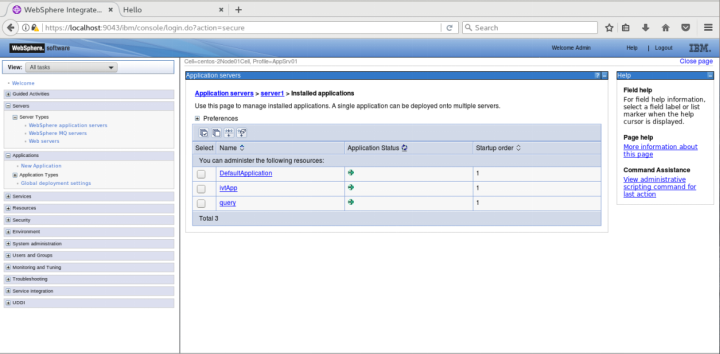 WebSphere Integrate... × Hello × +
https://localhost:9043/ibm/console/login.do?action=secure
Search
WebSphere. software
Welcome Admin Help | Logout IBM.
View: All tasks
Cell=centos-2Node01Cell, Profile=AppSrv01
Close page
Welcome
Guided Activities
Servers
Server Types
WebSphere application servers
WebSphere MQ servers
Web servers
Applications
New Application
Application Types
Global deployment settings
Services
Resources
Security
Environment
System administration
Users and Groups
Monitoring and Tuning
Troubleshooting
Service integration
UDDI
Application servers
Application servers > server1 > Installed applications
Use this page to manage installed applications. A single application can be deployed onto multiple servers.
Preferences
Select Name Application Status Startup order
You can administer the following resources:
DefaultApplication 1
ivtApp 1
query 1
Total 3
Help
Field help
For field help information,
select a field label or list
marker when the help
cursor is displayed.
Page help
More information about
this page
Command Assistance
View administrative
scripting command for
last action